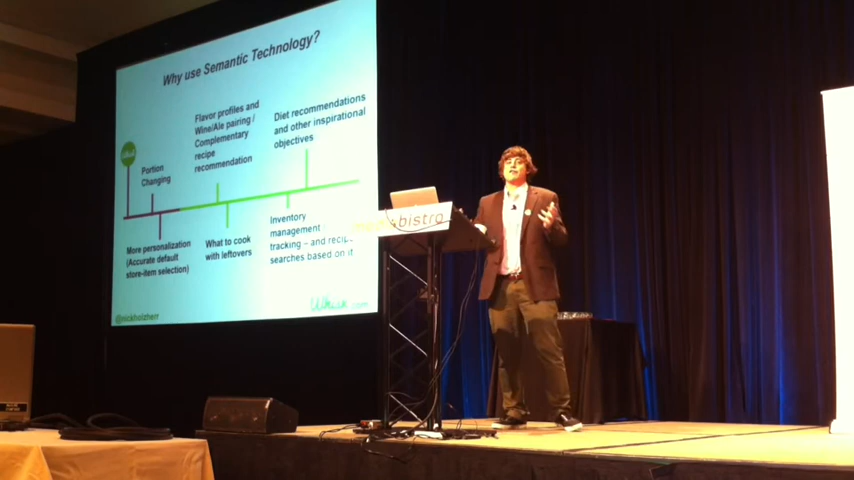 Why use Semantic Technology?
Flavor profiles and
Wine/Ale pairing /
Complementary
recipe
recommendation
Diet recommendations
and other inspirational
objectives
Portion
Changing
More personalization
(Accurate default
store-item selection)
What to cook
with leftovers
Inventory
management
tracking – and recipe
searches based on it
@nickholzherr
.com
bistro